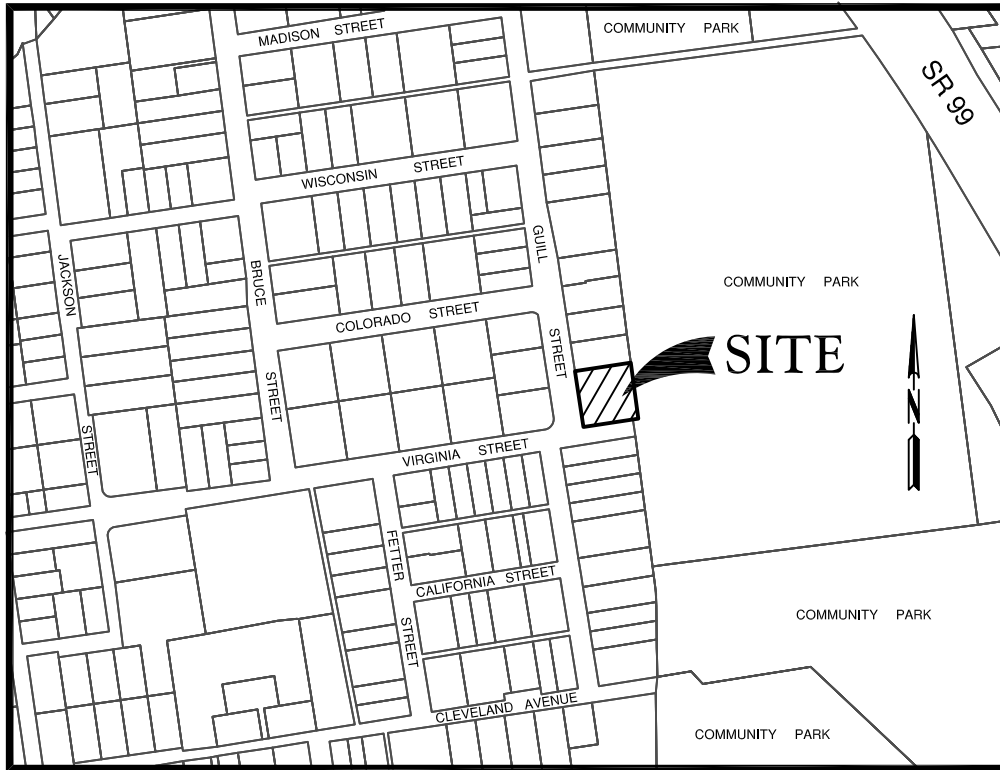 MADISON STREET
COMMUNITY PARK
SR 99
WISCONSIN STREET
GUILL
STREET
JACKSON
STREET
BRUCE
STREET
COMMUNITY PARK
COLORADO STREET
SITE
N
VIRGINIA STREET
FETTER
STREET
CALIFORNIA STREET
COMMUNITY PARK
CLEVELAND AVENUE
COMMUNITY PARK